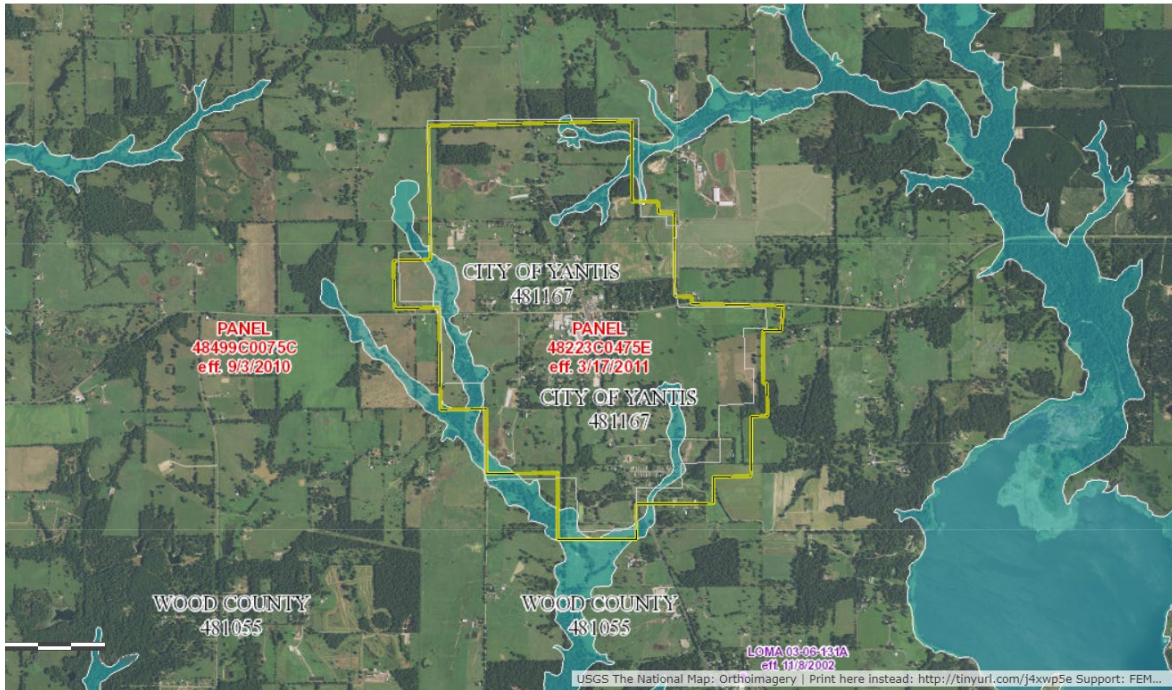 CITY OF YANTIS
481167
PANEL
48499C0075C
eff. 9/3/2010
PANEL
48223C0475E
eff. 3/17/2011
CITY OF YANTIS
481167
WOOD COUNTY
481055
WOOD COUNTY
481055
LOMA 03-06-131A
eff. 11/8/2002
USGS The National Map: Orthoimagery | Print here instead: http://tinyurl.com/j4xwp5e Support: FEM...